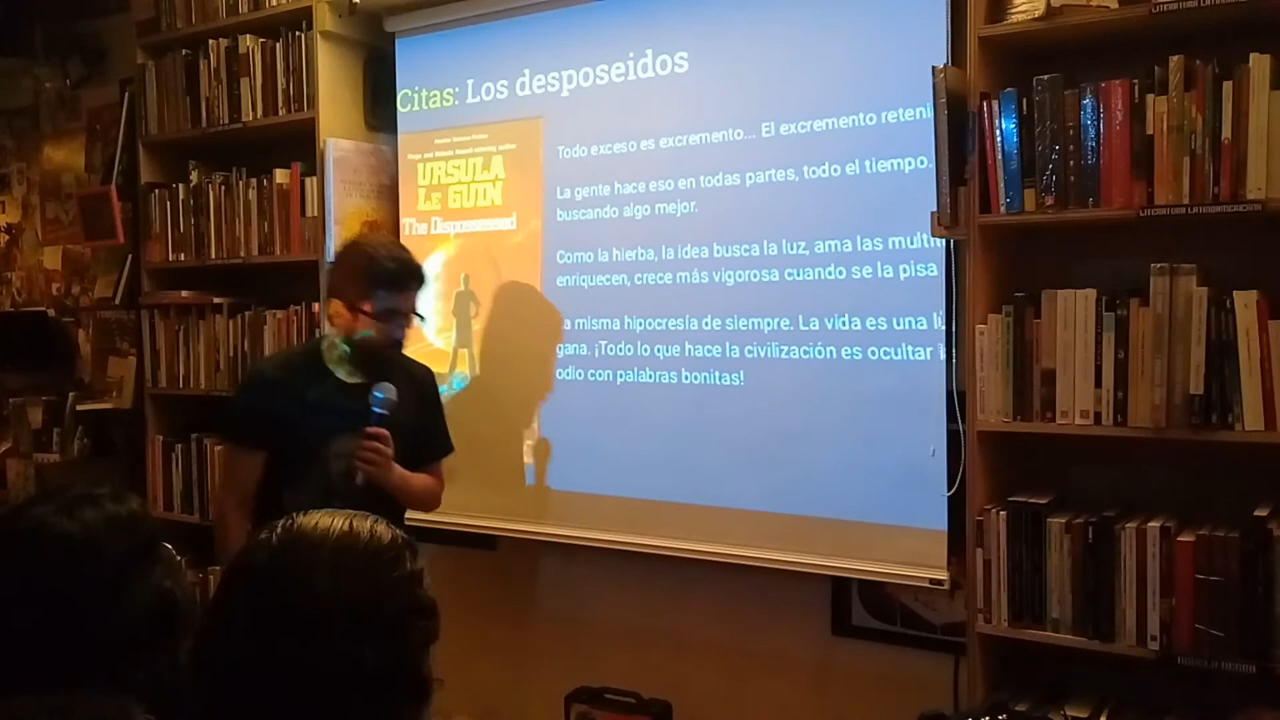 Citas: Los desposeidos
URSULA
LE GUIN
The Dispossessed
Todo exceso es excremento... El excremento reteni
La gente hace eso en todas partes, todo el tiempo.
buscando algo mejor.
Como la hierba, la idea busca la luz, ama las multi
enriquecen, crece más vigorosa cuando se la pisa
a misma hipocresía de siempre. La vida es una
gana. ¡Todo lo que hace la civilización es ocultar
odio con palabras bonitas!
LITERATURA LATINOAMERICANA